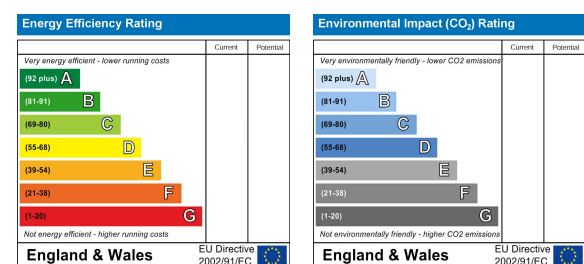 Energy Efficiency Rating
Current Potential
Very energy efficient - lower running costs
(92 plus) A
(81-91) B
(69-80) C
(55-68) D
(39-54) E
(21-38) F
(1-20) G
Not energy efficient - higher running costs
England & Wales
EU Directive
2002/91/EC
Environmental Impact (CO₂) Rating
Current Potential
Very environmentally friendly - lower CO2 emissions
(92 plus) A
(81-91) B
(69-80) C
(55-68) D
(39-54) E
(21-38) F
(1-20) G
Not environmentally friendly - higher CO2 emissions
England & Wales
EU Directive
2002/91/EC